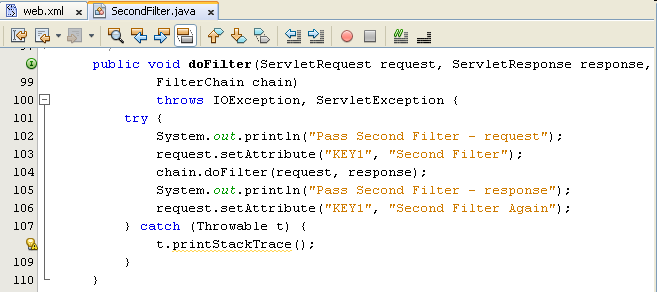 web.xml x SecondFilter.java x
public void doFilter(ServletRequest request, ServletResponse response,
99 FilterChain chain)
100 throws IOException, ServletException {
101 try {
102 System.out.println("Pass Second Filter - request");
103 request.setAttribute("KEY1", "Second Filter");
104 chain.doFilter(request, response);
105 System.out.println("Pass Second Filter - response");
106 request.setAttribute("KEY1", "Second Filter Again");
107 } catch (Throwable t) {
t.printStackTrace();
109 }
110 }